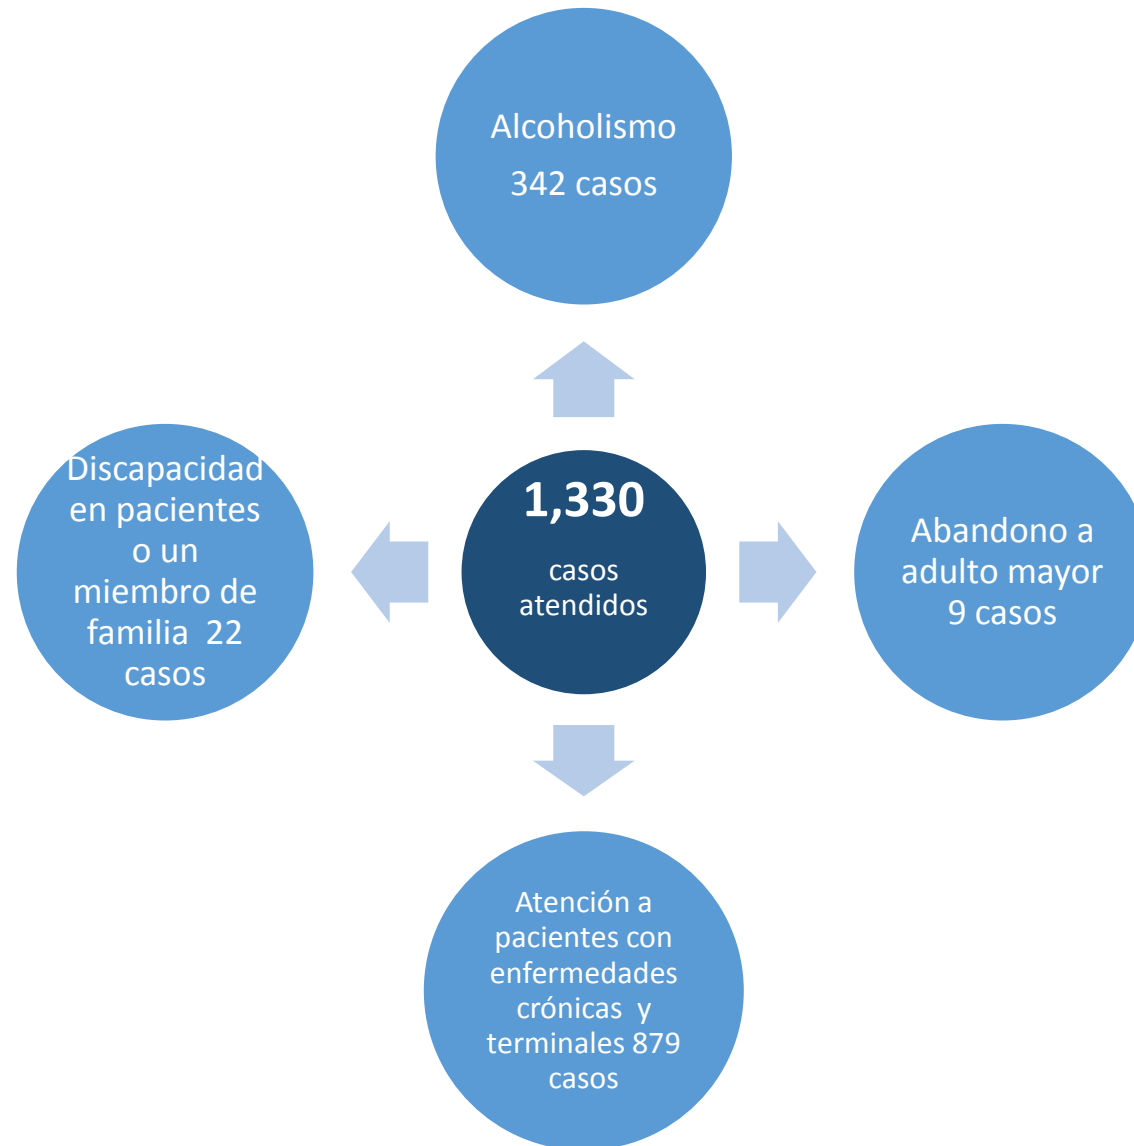 Alcoholismo
342 casos
Discapacidad
en pacientes
o un
miembro de
familia 22
casos
1,330
casos
atendidos
Abandono a
adulto mayor
9 casos
Atención a
pacientes con
enfermedades
crónicas y
terminales 879
casos